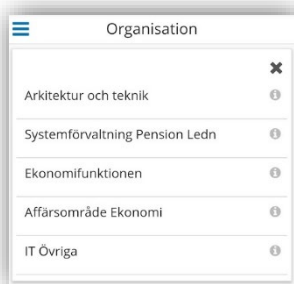 Organisation
Arkitektur och teknik
Systemförvaltning Pension Ledn
Ekonomifunktionen
Affärsområde Ekonomi
IT Övriga